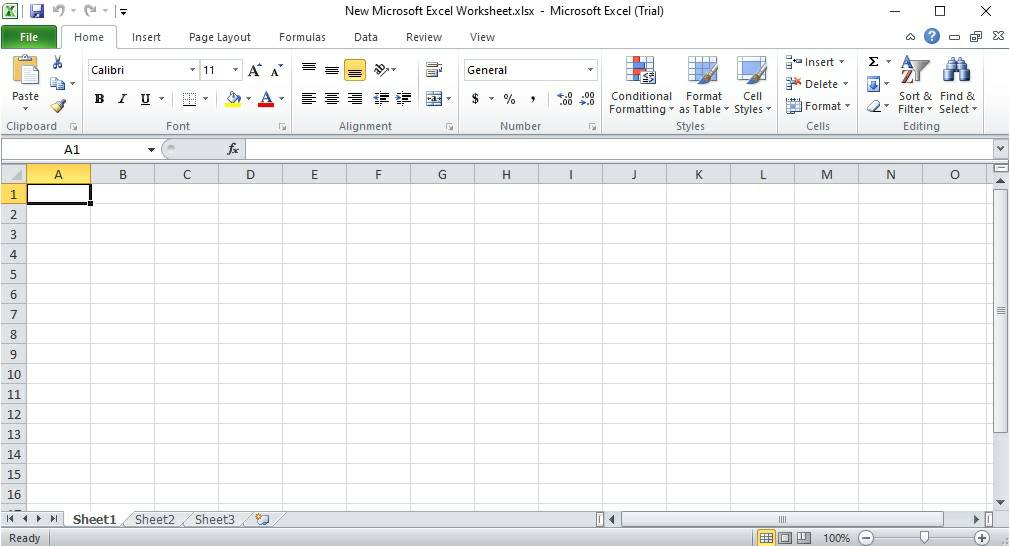 New Microsoft Excel Worksheet.xlsx - Microsoft Excel (Trial)
File Home Insert Page Layout Formulas Data Review View
Calibri 11 General Insert Σ
Paste B I U A $ % , Conditional Formatting Format as Table Cell Styles Delete Format Sort & Filter Find & Select
Clipboard Font Alignment Number Styles Cells Editing
A1 fx
A B C D E F G H I J K L M N O
1
2
3
4
5
6
7
8
9
10
11
12
13
14
15
16
Sheet1 Sheet2 Sheet3
Ready 100%